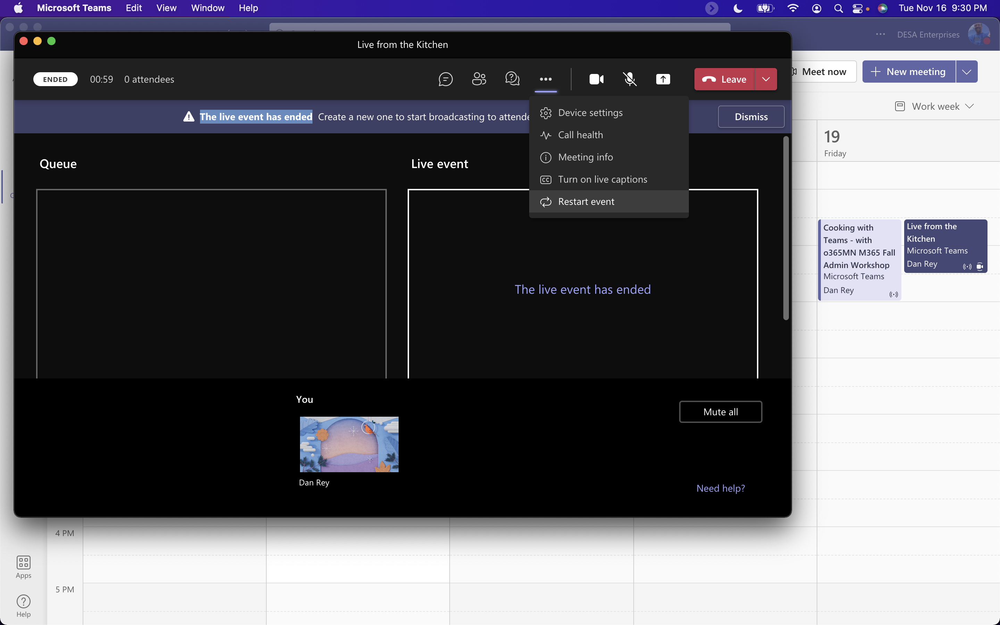 Microsoft Teams Edit View Window Help
Tue Nov 16 9:30 PM
DESA Enterprises
Live from the Kitchen
ENDED 00:59 0 attendees
Leave
Meet now
New meeting
The live event has ended Create a new one to start broadcasting to
Dismiss
Work week
Device settings
Call health
Meeting info
CC Turn on live captions
Restart event
Queue
Live event
The live event has ended
19
Friday
Cooking with
Teams - with
o365MN M365 Fall
Admin Workshop
Microsoft Teams
Dan Rey
Live from the
Kitchen
Microsoft Teams
Dan Rey
You
Dan Rey
Mute all
Need help?
4 PM
5 PM
Apps
Help